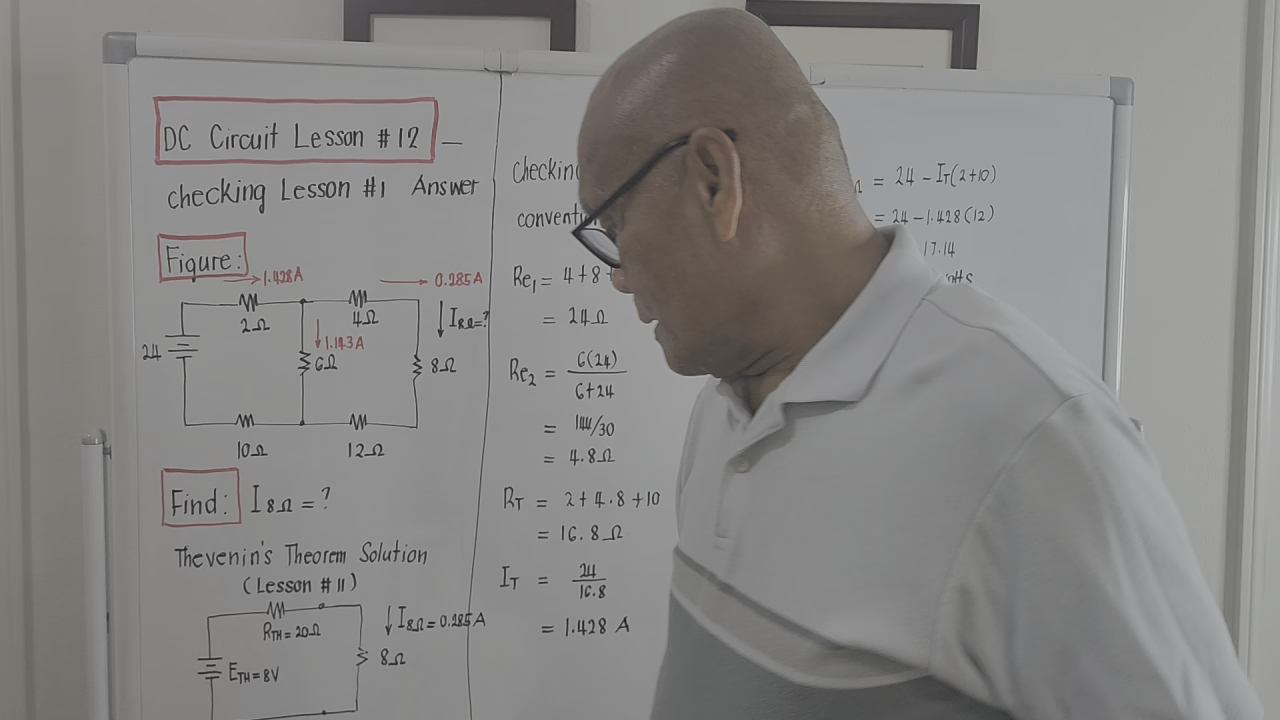 DC Circuit Lesson #12 —
checking Lesson #1 Answer
Figure:
1.428A
0.285A
2Ω
4Ω
I8Ω=?
24
1.143A
6Ω
8Ω
10Ω
12Ω
Find: I8Ω = ?
Thevenin's Theorem Solution
(Lesson #11)
RTH = 20Ω
I8Ω = 0.285A
8Ω
ETH = 8V
Re1 = 4+8+
= 24Ω
Re2 = 6(24)
6+24
= 144/30
= 4.8Ω
RT = 2+4.8+10
= 16.8Ω
IT = 24
16.8
= 1.428 A
= 24 - IT(2+10)
= 24 - 1.428(12)
17.14